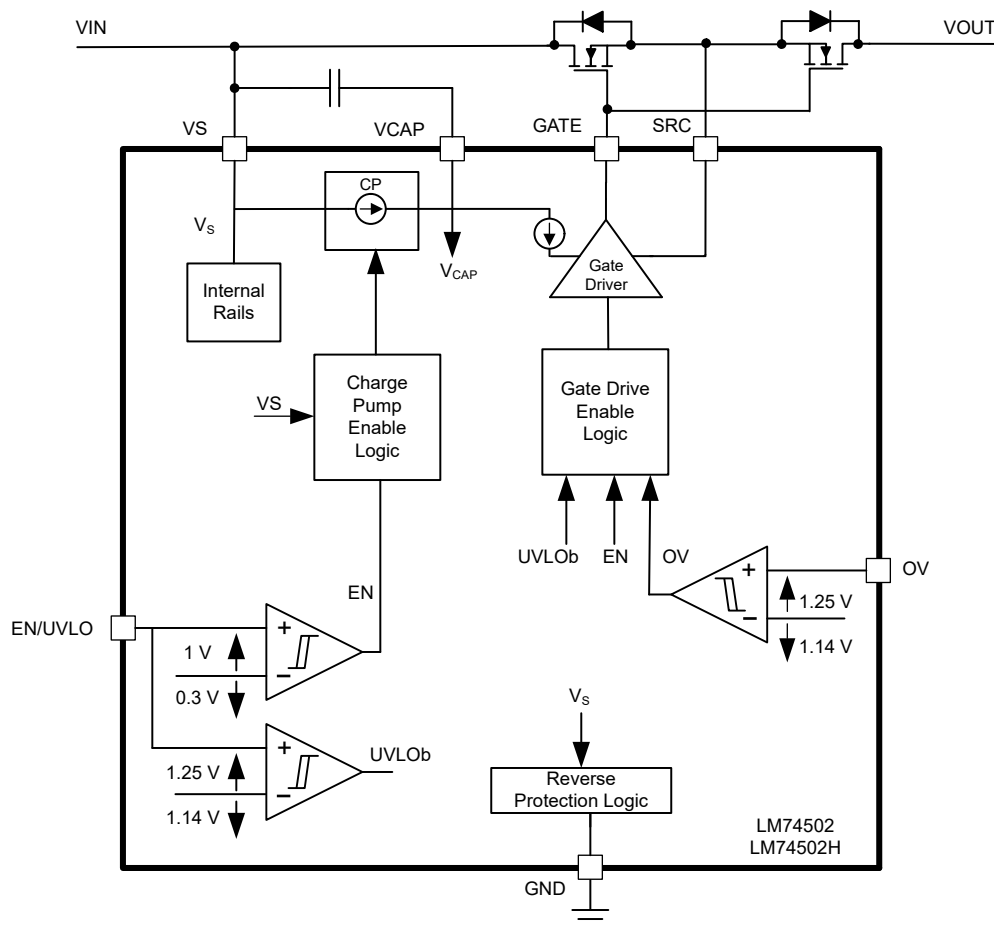 VIN
VOUT
VS
VCAP
GATE
SRC
CP
VS
VCAP
Gate
Driver
Internal
Rails
Charge
Pump
Enable
Logic
VS
Gate Drive
Enable
Logic
UVLOb
EN
OV
OV
+
1.25 V
−
1.14 V
EN
EN/UVLO
+
1 V
−
0.3 V
VS
+
UVLOb
1.25 V
−
1.14 V
Reverse
Protection Logic
LM74502
LM74502H
GND